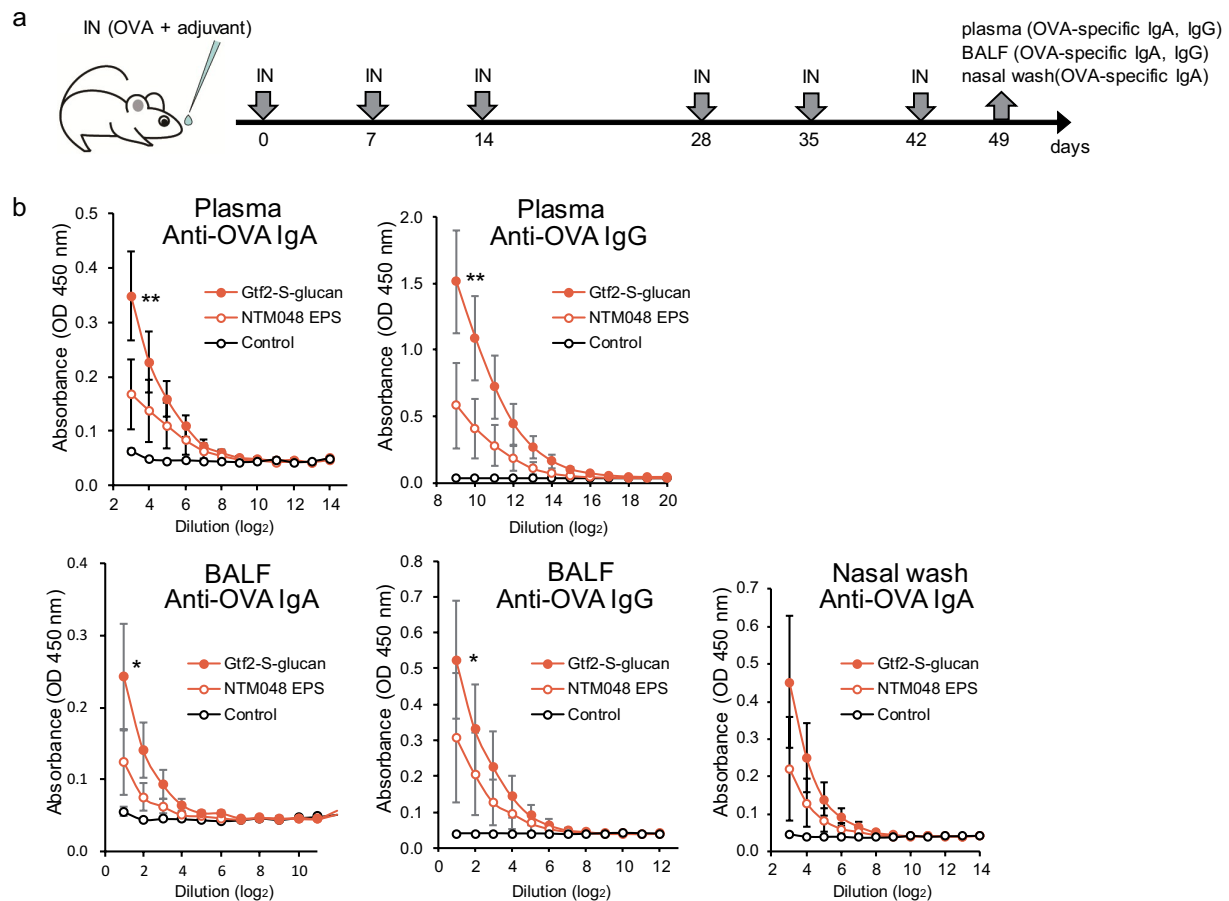 a
IN (OVA + adjuvant)
plasma (OVA-specific IgA, IgG)
BALF (OVA-specific IgA, IgG)
nasal wash(OVA-specific IgA)
IN IN IN IN IN IN
0 7 14 28 35 42 49
days
b
Plasma
Anti-OVA IgA
Absorbance (OD 450 nm)
0.5
0.4
0.3
0.2
0.1
0.0
**
Gtf2-S-glucan
NTM048 EPS
Control
2 4 6 8 10 12 14
Dilution (log2)
Plasma
Anti-OVA IgG
Absorbance (OD 450 nm)
2.0
1.5
1.0
0.5
0.0
**
Gtf2-S-glucan
NTM048 EPS
Control
8 10 12 14 16 18 20
Dilution (log2)
BALF
Anti-OVA IgA
Absorbance (OD 450 nm)
0.4
0.3
0.2
0.1
0.0
*
Gtf2-S-glucan
NTM048 EPS
Control
0 2 4 6 8 10
Dilution (log2)
BALF
Anti-OVA IgG
Absorbance (OD 450 nm)
0.8
0.7
0.6
0.5
0.4
0.3
0.2
0.1
0.0
*
Gtf2-S-glucan
NTM048 EPS
Control
0 2 4 6 8 10 12
Dilution (log2)
Nasal wash
Anti-OVA IgA
Absorbance (OD 450 nm)
0.7
0.6
0.5
0.4
0.3
0.2
0.1
0.0
Gtf2-S-glucan
NTM048 EPS
Control
2 4 6 8 10 12 14
Dilution (log2)